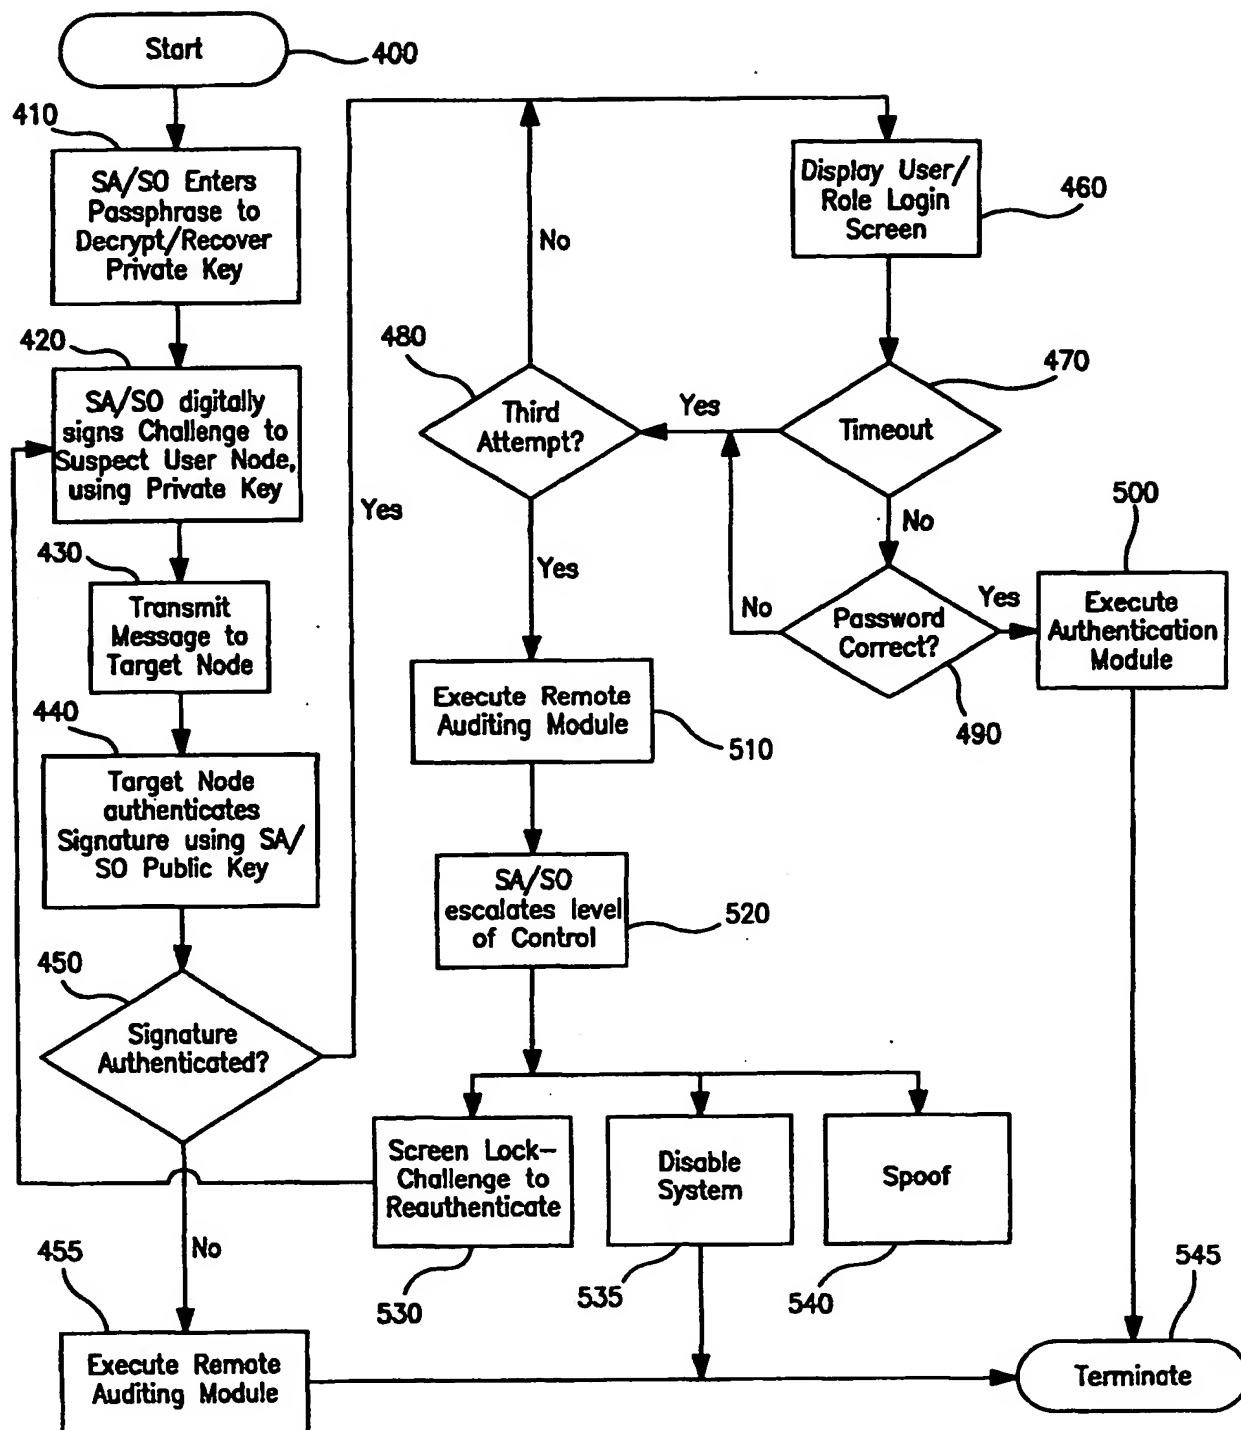 Start
400
410
SA/SO Enters
Passphrase to
Decrypt/Recover
Private Key
420
SA/SO digitally
signs Challenge to
Suspect User Node,
using Private Key
430
Transmit
Message to
Target Node
440
Target Node
authenticates
Signature using SA/
SO Public Key
450
Signature
Authenticated?
Yes
No
455
Execute Remote
Auditing Module
Display User/
Role Login
Screen
460
470
Timeout
Yes
No
480
Third
Attempt?
No
Yes
Password
Correct?
490
No
Yes
500
Execute
Authentication
Module
Execute Remote
Auditing Module
510
SA/SO
escalates level
of Control
520
Screen Lock-
Challenge to
Reauthenticate
530
Disable
System
535
Spoof
540
545
Terminate